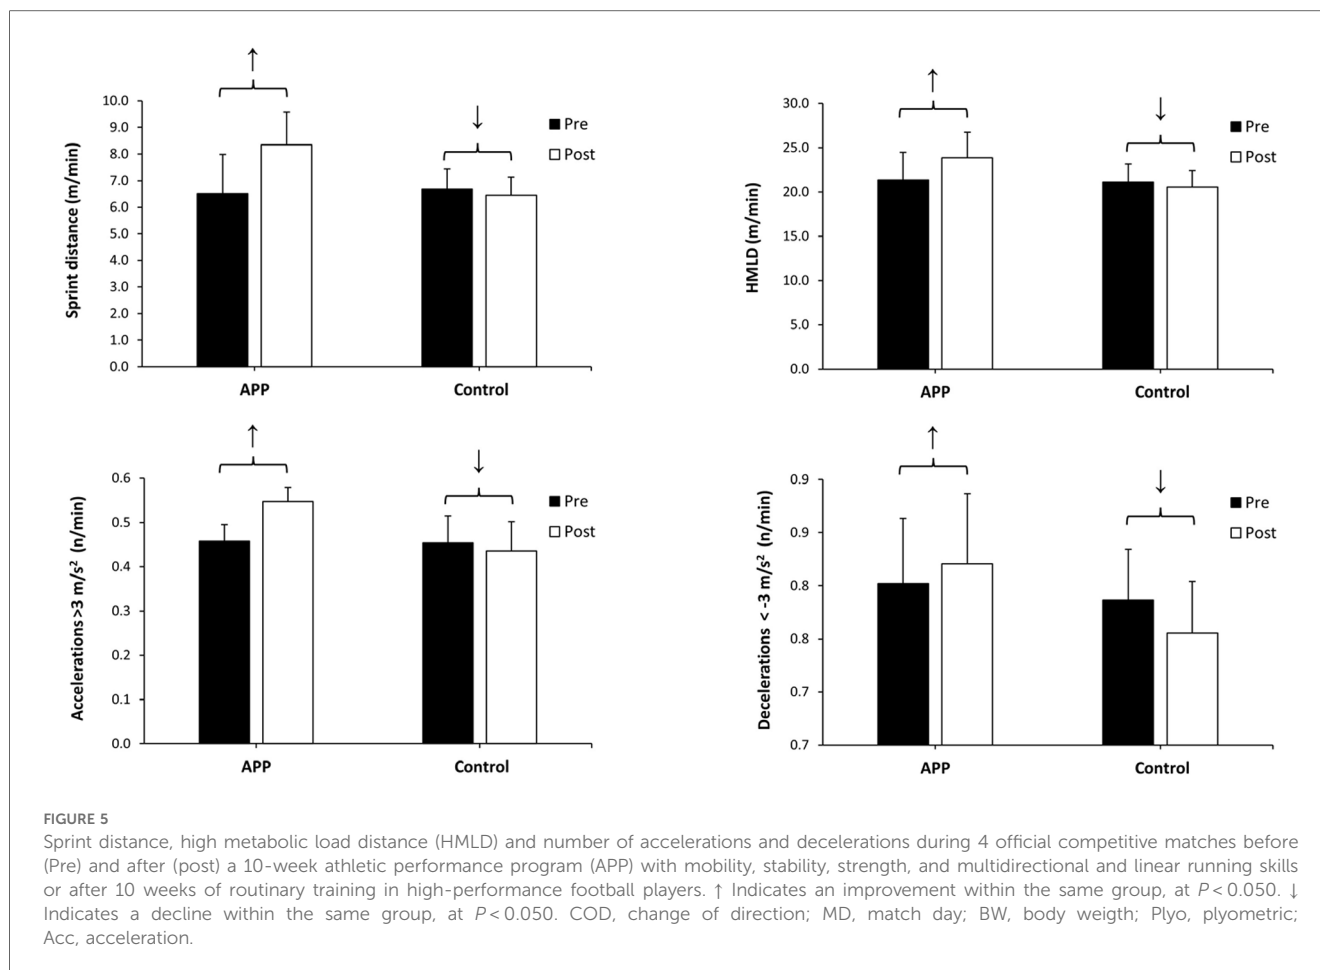 ↑
10.0
9.0
8.0
7.0
6.0
5.0
4.0
3.0
2.0
1.0
0.0
Sprint distance (m/min)
↓
Pre
Post
APP
Control
↑
30.0
25.0
20.0
15.0
10.0
5.0
0.0
HMLD (m/min)
↓
Pre
Post
APP
Control
↑
0.6
0.5
0.4
0.3
0.2
0.1
0.0
Accelerations >3 m/s² (n/min)
↓
Pre
Post
APP
Control
↑
0.9
0.9
0.8
0.8
0.7
0.7
Decelerations < -3 m/s² (n/min)
↓
Pre
Post
APP
Control
FIGURE 5
Sprint distance, high metabolic load distance (HMLD) and number of accelerations and decelerations during 4 official competitive matches before
(Pre) and after (post) a 10-week athletic performance program (APP) with mobility, stability, strength, and multidirectional and linear running skills
or after 10 weeks of routinary training in high-performance football players. ↑ Indicates an improvement within the same group, at P < 0.050. ↓
Indicates a decline within the same group, at P < 0.050. COD, change of direction; MD, match day; BW, body weigth; Plyo, plyometric;
Acc, acceleration.